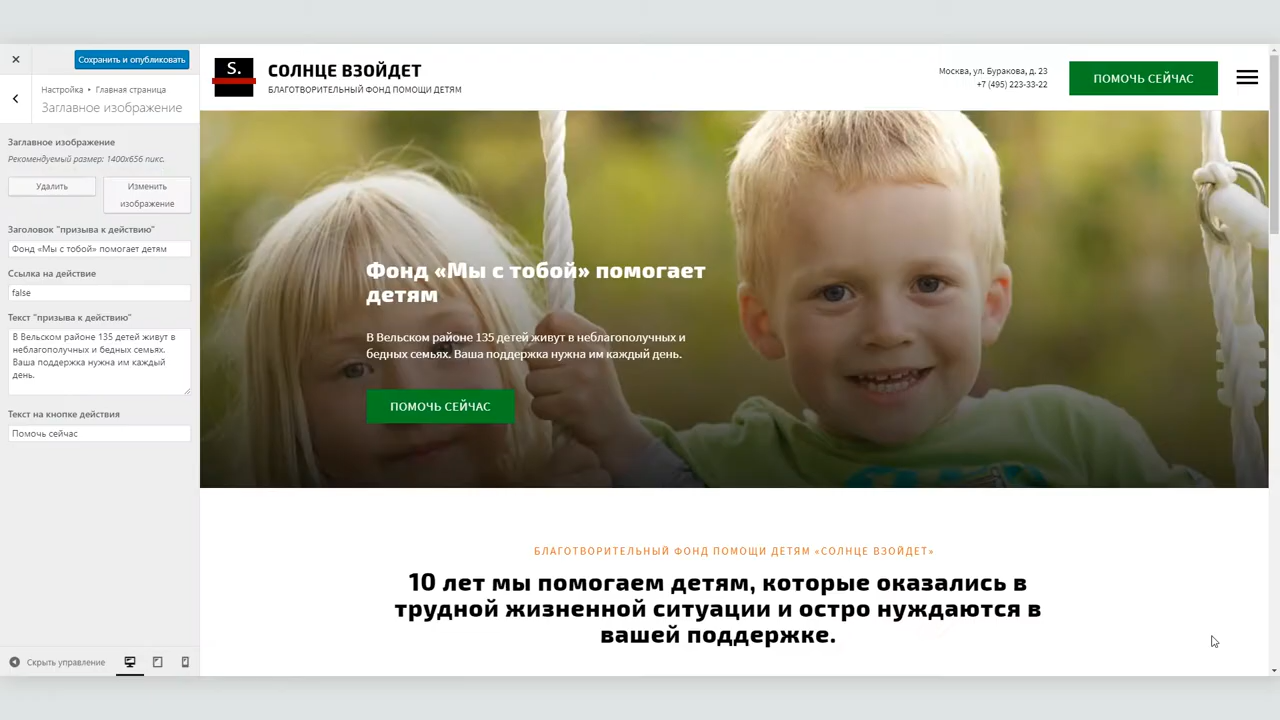 Сохранить и опубликовать
Настройка • Главная страница
Заглавное изображение
Заглавное изображение
Рекомендуемый размер: 1400x656 пикс.
Удалить
Изменить
изображение
Заголовок "призыва к действию"
Фонд «Мы с тобой» помогает детям
Ссылка на действие
false
Текст "призыва к действию"
В Вельском районе 135 детей живут в
неблагополучных и бедных семьях.
Ваша поддержка нужна им каждый
день.
Текст на кнопке действия
Помочь сейчас
Скрыть управление
S.
СОЛНЦЕ ВЗОЙДЕТ
БЛАГОТВОРИТЕЛЬНЫЙ ФОНД ПОМОЩИ ДЕТЯМ
Москва, ул. Буракова, д. 23
+7 (495) 223-33-22
ПОМОЧЬ СЕЙЧАС
Фонд «Мы с тобой» помогает
детям
В Вельском районе 135 детей живут в неблагополучных и
бедных семьях. Ваша поддержка нужна им каждый день.
ПОМОЧЬ СЕЙЧАС
БЛАГОТВОРИТЕЛЬНЫЙ ФОНД ПОМОЩИ ДЕТЯМ «СОЛНЦЕ ВЗОЙДЕТ»
10 лет мы помогаем детям, которые оказались в
трудной жизненной ситуации и остро нуждаются в
вашей поддержке.